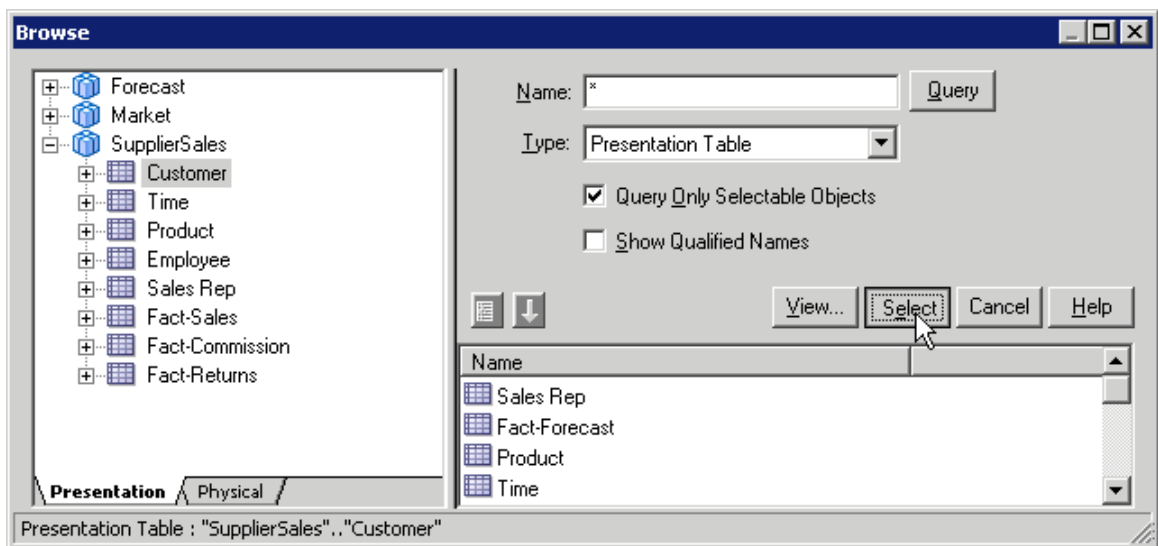 Browse
Forecast
Market
SupplierSales
Customer
Time
Product
Employee
Sales Rep
Fact-Sales
Fact-Commission
Fact-Returns
Presentation Physical
Name: * Query
Type: Presentation Table
Query Only Selectable Objects
Show Qualified Names
View... Select Cancel Help
Name
Sales Rep
Fact-Forecast
Product
Time
Presentation Table : "SupplierSales".."Customer"